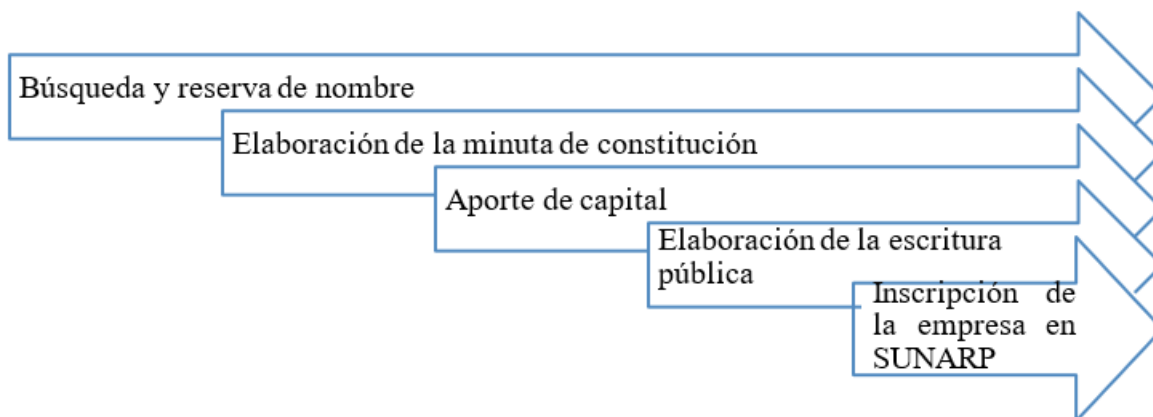 Búsqueda y reserva de nombre
Elaboración de la minuta de constitución
Aporte de capital
Elaboración de la escritura
pública
Inscripción de
la empresa en
SUNARP